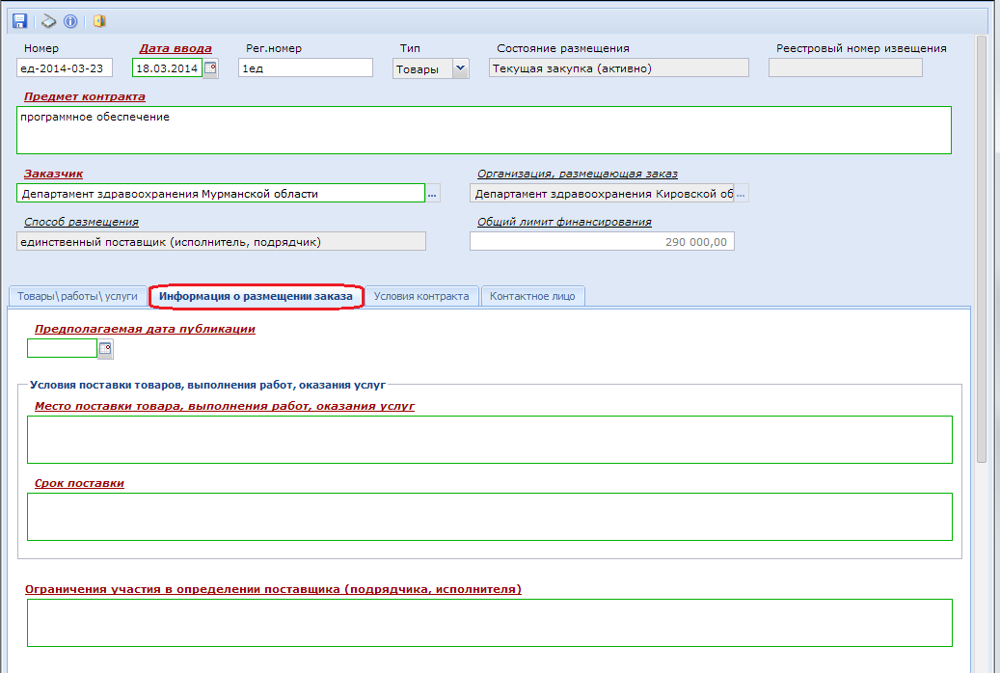 Номер Дата ввода Рег.номер Тип Состояние размещения Реестровый номер извещения
ед-2014-03-23 18.03.2014 1ед Товары Текущая закупка (активно)
Предмет контракта
программное обеспечение
Заказчик Организация, размещающая заказ
Департамент здравоохранения Мурманской области ... Департамент здравоохранения Кировской об ...
Способ размещения Общий лимит финансирования
единственный поставщик (исполнитель, подрядчик) 290 000,00
Товары\работы\услуги Информация о размещении заказа Условия контракта Контактное лицо
Предполагаемая дата публикации
Условия поставки товаров, выполнения работ, оказания услуг
Место поставки товара, выполнения работ, оказания услуг
Срок поставки
Ограничения участия в определении поставщика (подрядчика, исполнителя)